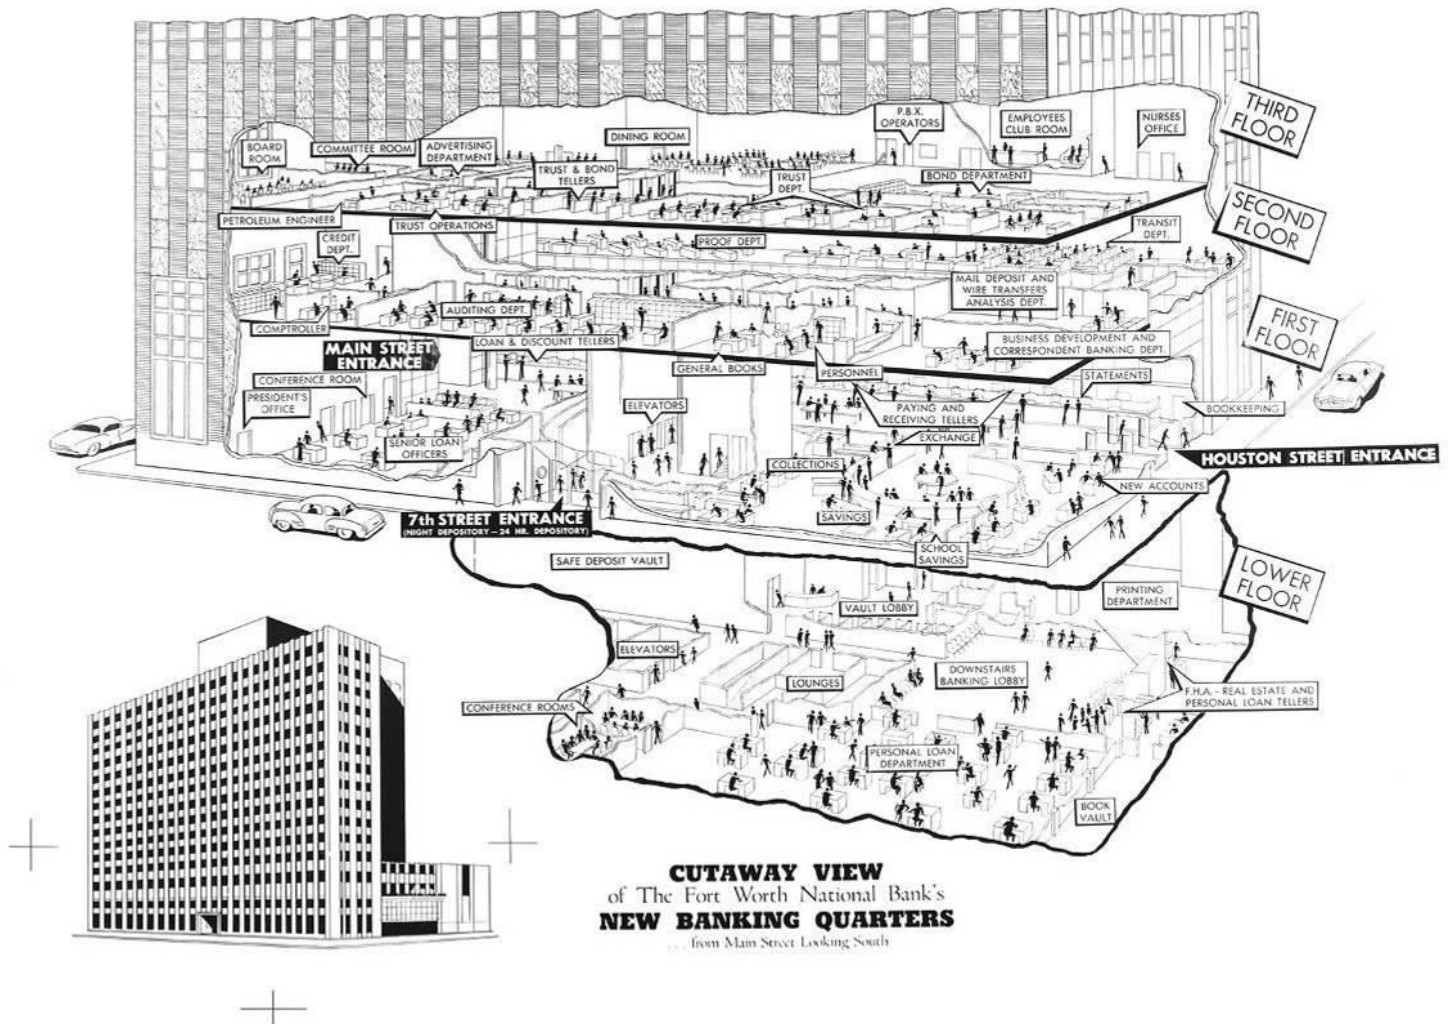 THIRD
FLOOR
P.B.X.
OPERATORS
EMPLOYEES
CLUB ROOM
NURSES
OFFICE
DINING ROOM
BOARD
ROOM
COMMITTEE ROOM
ADVERTISING
DEPARTMENT
TRUST & BOND
TELLERS
TRUST
DEPT.
BOND DEPARTMENT
PETROLEUM ENGINEER
TRUST OPERATIONS
SECOND
FLOOR
CREDIT
DEPT.
PROOF DEPT.
TRANSIT
DEPT.
MAIL DEPOSIT AND
WIRE TRANSFERS
ANALYSIS DEPT.
AUDITING DEPT.
COMPTROLLER
LOAN & DISCOUNT TELLERS
BUSINESS DEVELOPMENT AND
CORRESPONDENT BANKING DEPT.
GENERAL BOOKS
PERSONNEL
FIRST
FLOOR
MAIN STREET
ENTRANCE
CONFERENCE ROOM
PRESIDENT'S
OFFICE
SENIOR LOAN
OFFICERS
ELEVATORS
STATEMENTS
PAYING AND
RECEIVING TELLERS
BOOKKEEPING
EXCHANGE
COLLECTIONS
HOUSTON STREET ENTRANCE
NEW ACCOUNTS
SAVINGS
SCHOOL
SAVINGS
7th STREET ENTRANCE
(NIGHT DEPOSITORY – 24 HR. DEPOSITORY)
LOWER
FLOOR
SAFE DEPOSIT VAULT
PRINTING
DEPARTMENT
VAULT LOBBY
ELEVATORS
LOUNGES
DOWNSTAIRS
BANKING LOBBY
F.H.A. - REAL ESTATE AND
PERSONAL LOAN TELLERS
CONFERENCE ROOMS
PERSONAL LOAN
DEPARTMENT
BOOK
VAULT
CUTAWAY VIEW
of The Fort Worth National Bank's
NEW BANKING QUARTERS
. . . from Main Street Looking South